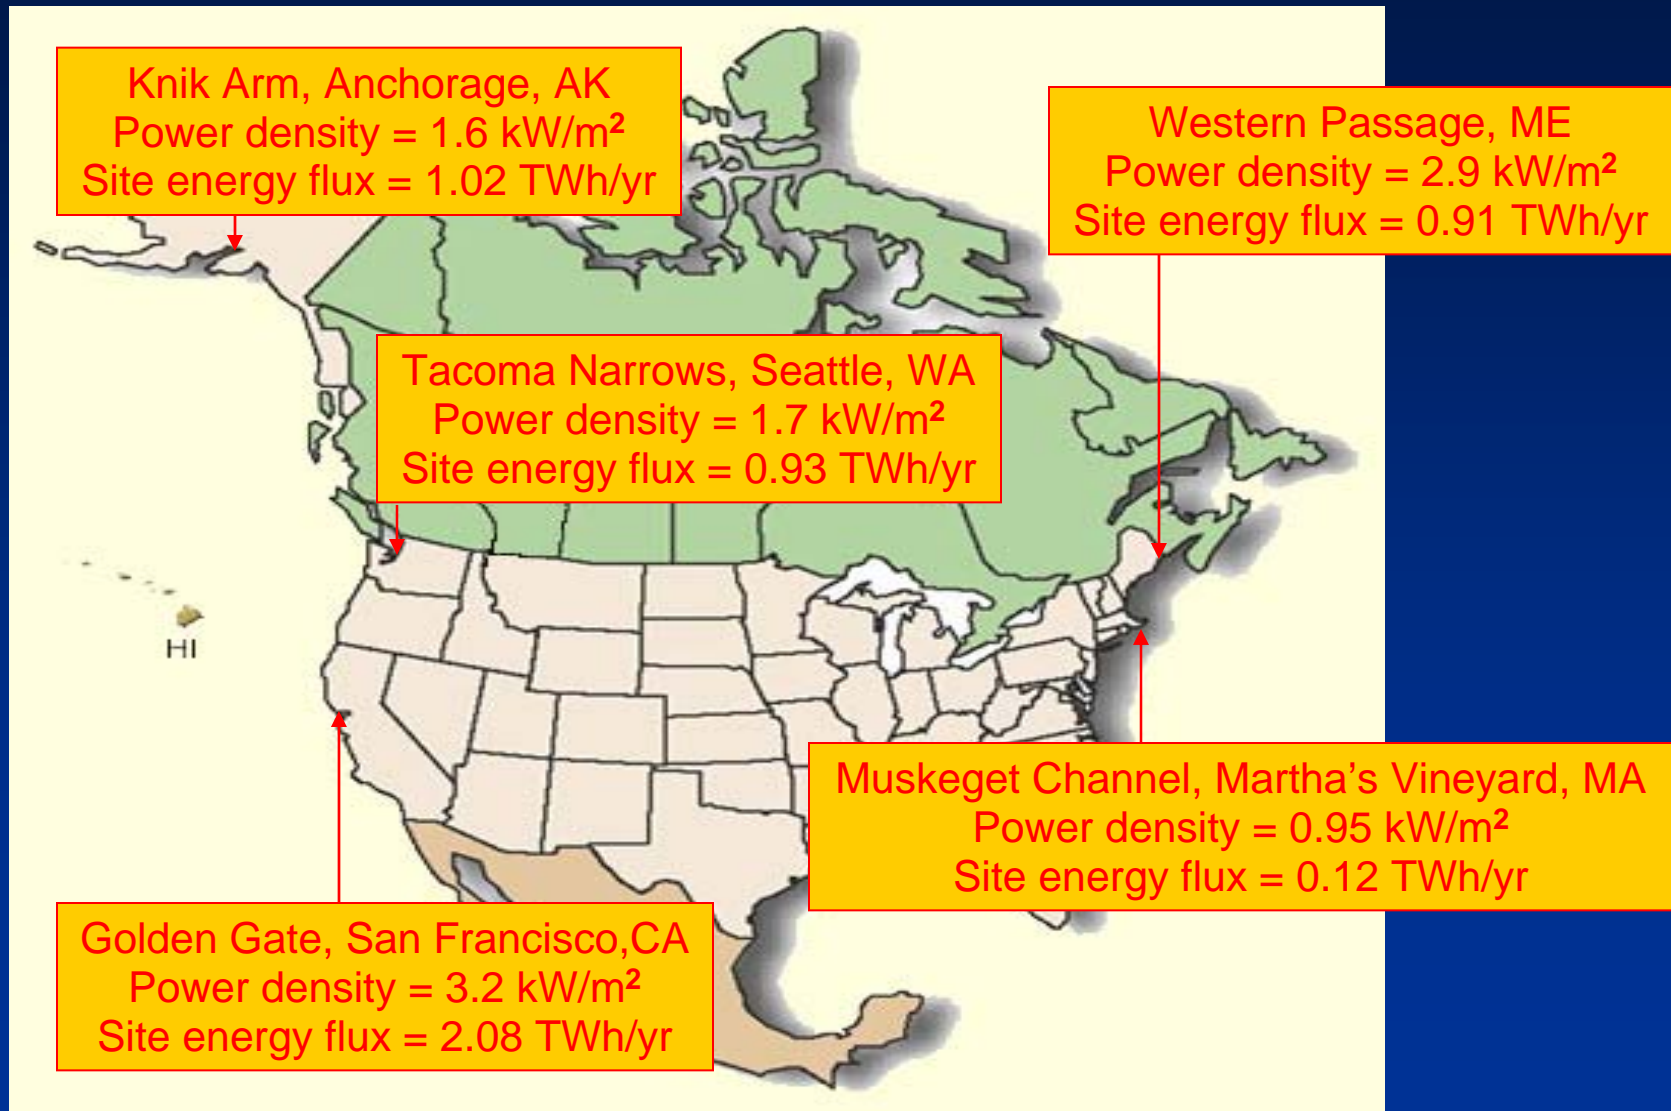 Knik Arm, Anchorage, AK
Power density = 1.6 kW/m²
Site energy flux = 1.02 TWh/yr
Western Passage, ME
Power density = 2.9 kW/m²
Site energy flux = 0.91 TWh/yr
Tacoma Narrows, Seattle, WA
Power density = 1.7 kW/m²
Site energy flux = 0.93 TWh/yr
HI
Muskeget Channel, Martha’s Vineyard, MA
Power density = 0.95 kW/m²
Site energy flux = 0.12 TWh/yr
Golden Gate, San Francisco,CA
Power density = 3.2 kW/m²
Site energy flux = 2.08 TWh/yr